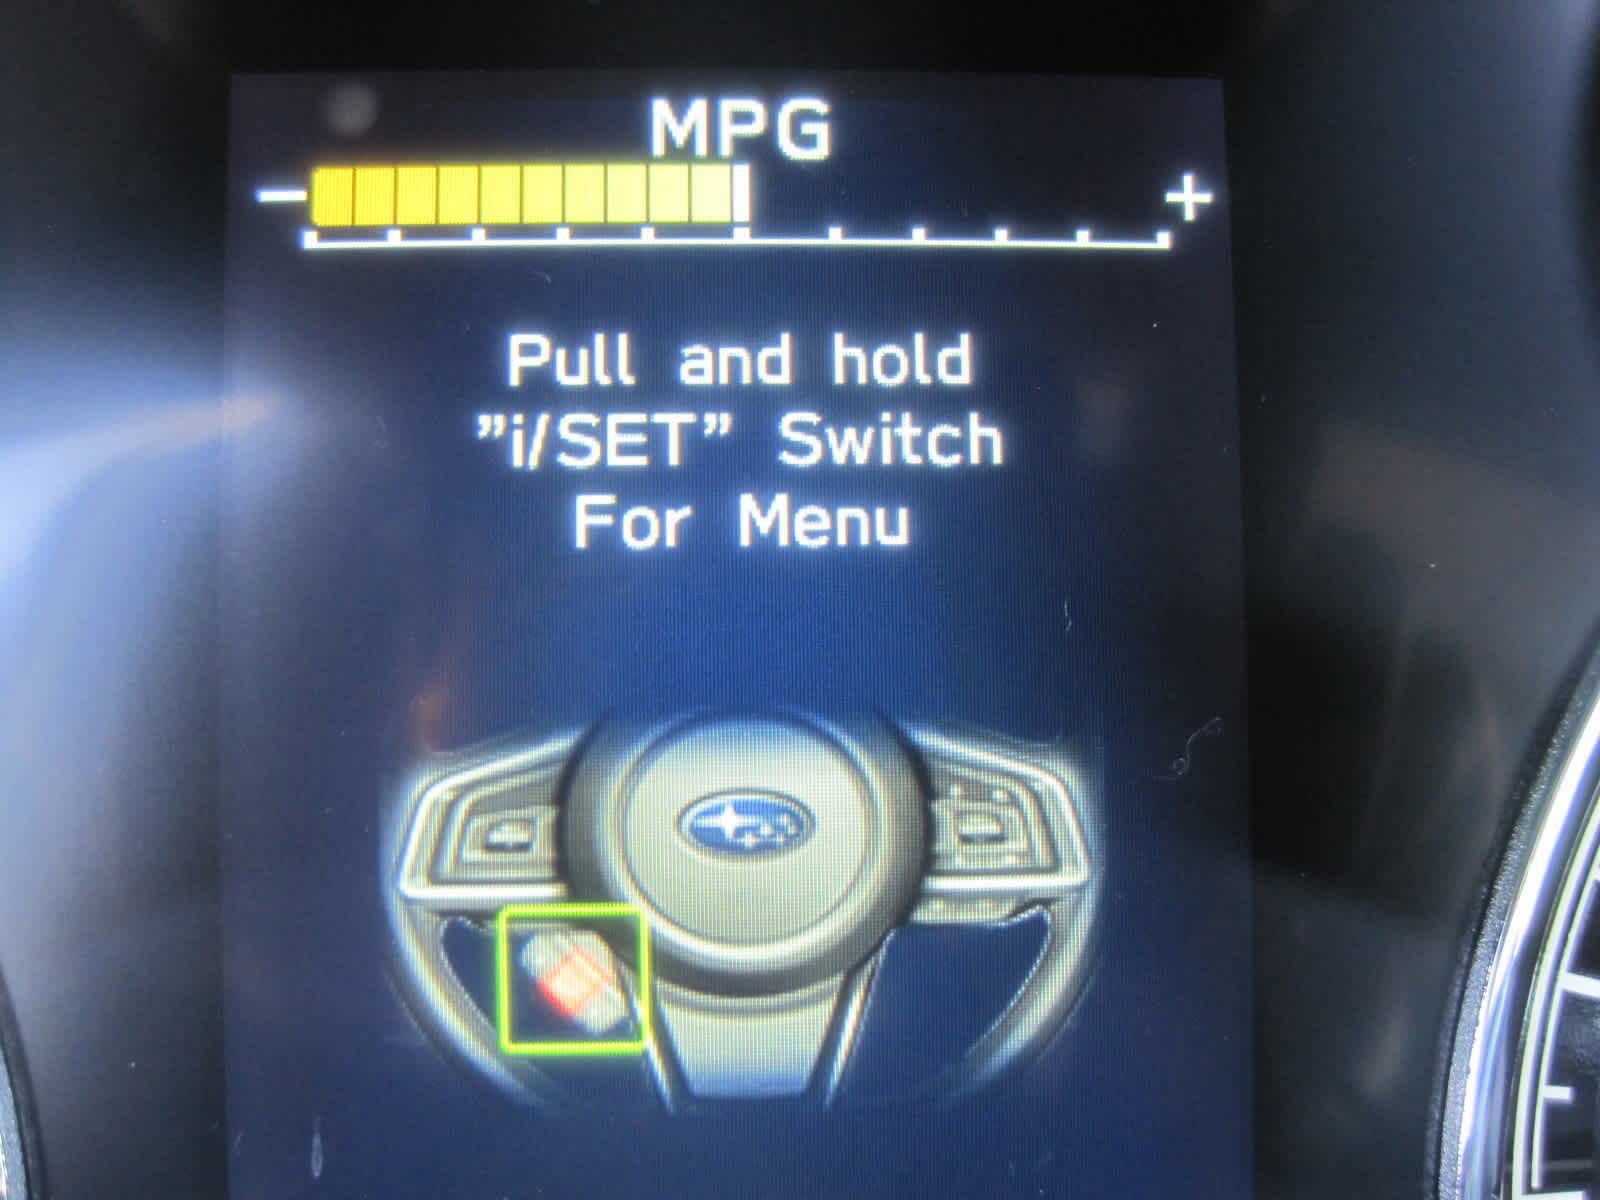 MPG
− +
Pull and hold
”i/SET” Switch
For Menu